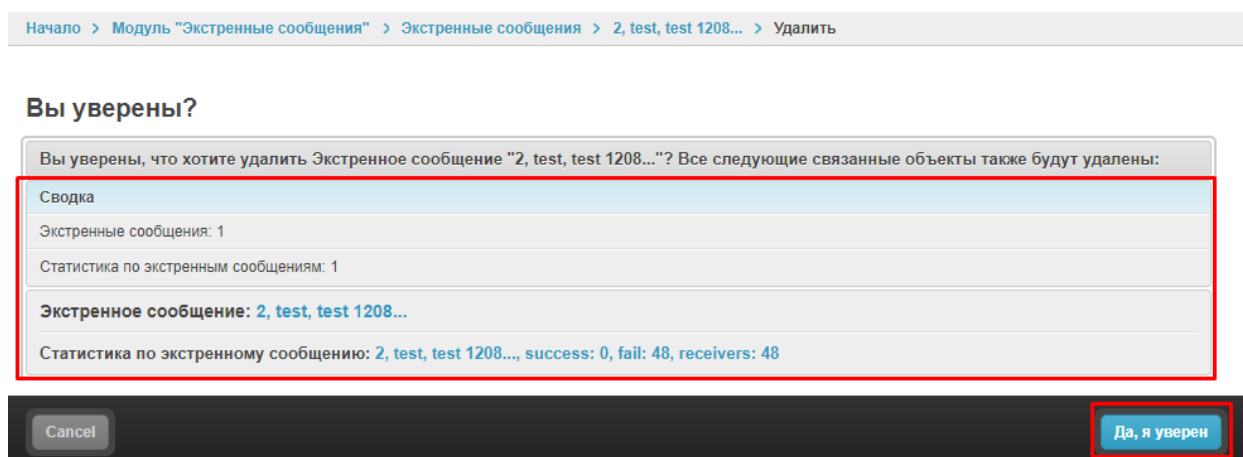 Начало > Модуль "Экстренные сообщения" > Экстренные сообщения > 2, test, test 1208... > Удалить
Вы уверены?
Вы уверены, что хотите удалить Экстренное сообщение "2, test, test 1208..."? Все следующие связанные объекты также будут удалены:
Сводка
Экстренные сообщения: 1
Статистика по экстренным сообщениям: 1
Экстренное сообщение: 2, test, test 1208...
Статистика по экстренному сообщению: 2, test, test 1208..., success: 0, fail: 48, receivers: 48
Cancel Да, я уверен